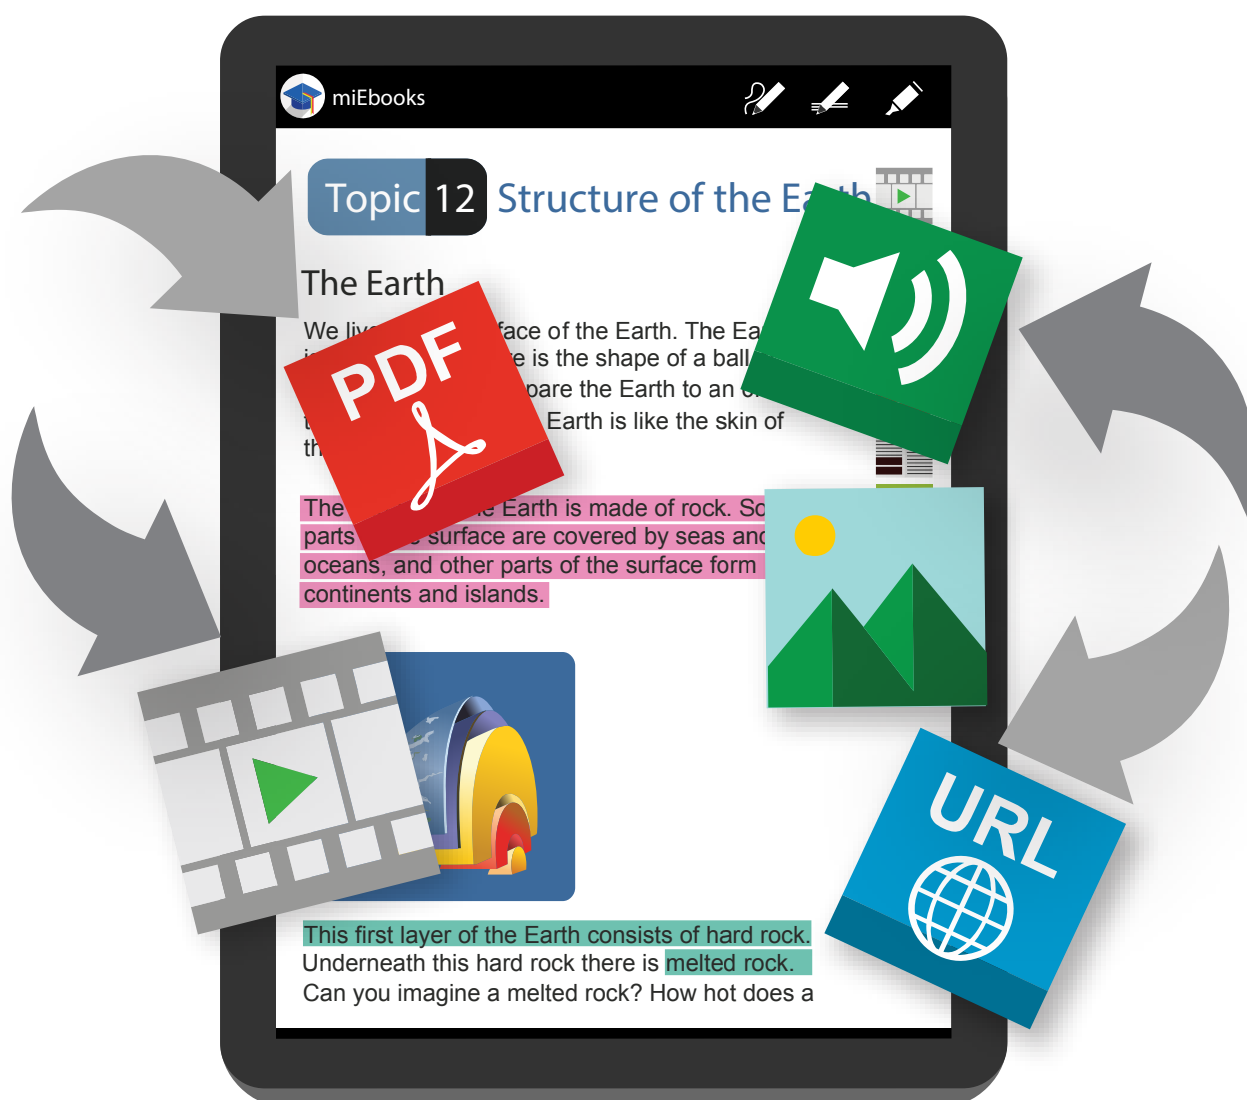 miEbooks
Topic 12 Structure of the Earth
The Earth
We live face of the Earth. The Ea
is the shape of a ball
pare the Earth to an
Earth is like the skin of
th
PDF
The Earth is made of rock. So
parts surface are covered by seas and
oceans, and other parts of the surface form
continents and islands.
URL
This first layer of the Earth consists of hard rock.
Underneath this hard rock there is melted rock.
Can you imagine a melted rock? How hot does a